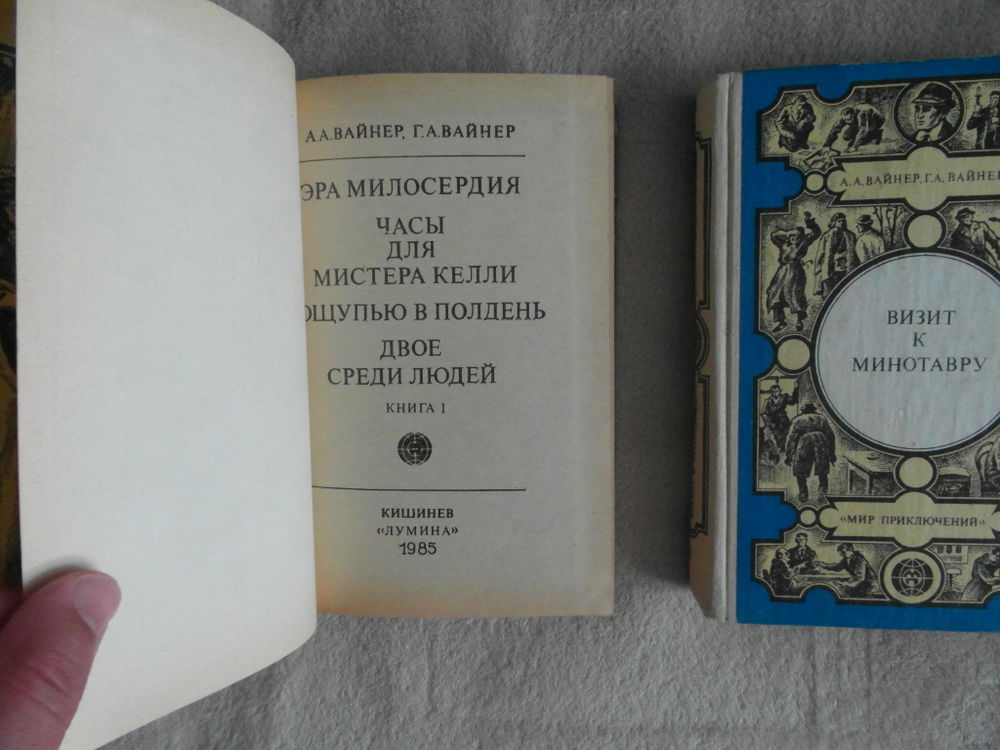 А.А.ВАЙНЕР, Г.А.ВАЙНЕР
ЭРА МИЛОСЕРДИЯ
ЧАСЫ
ДЛЯ
МИСТЕРА КЕЛЛИ
ОЩУПЬЮ В ПОЛДЕНЬ
ДВОЕ
СРЕДИ ЛЮДЕЙ
КНИГА 1
КИШИНЕВ
«ЛУМИНА»
1985
А.А.ВАЙНЕР, Г.А.ВАЙНЕР
ВИЗИТ
К
МИНОТАВРУ
«МИР ПРИКЛЮЧЕНИЙ»